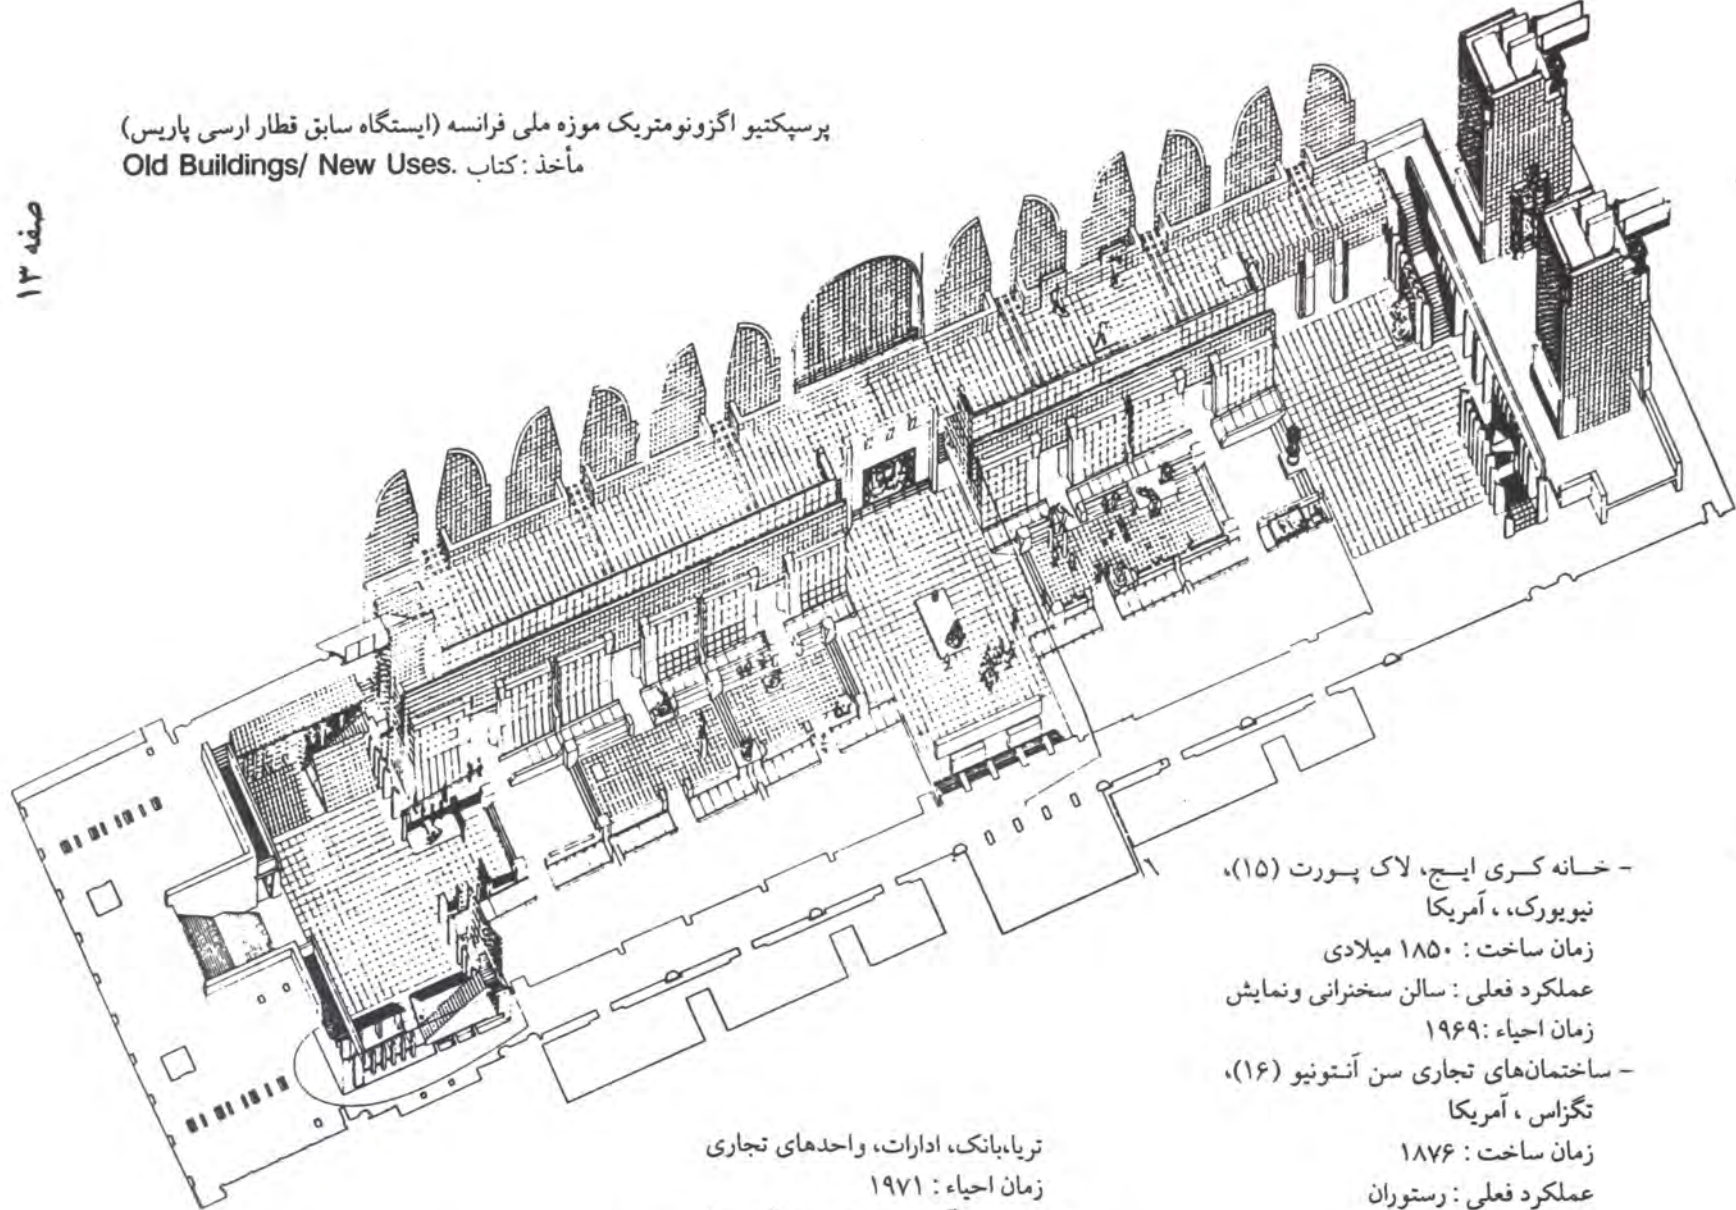 پرسپکتیو اگزونومتریک موزه ملی فرانسه (ایستگاه سابق قطار ارسی پاریس)
مأخذ : کتاب .Old Buildings/ New Uses
صفه ۱۳
- خانه کری ایج، لاک پورت (۱۵)،
نیویورک، ، آمریکا
زمان ساخت : ۱۸۵۰ میلادی
عملکرد فعلی : سالن سخنرانی ونمایش
زمان احیاء :۱۹۶۹
- ساختمان‌های تجاری سن آنتونیو (۱۶)،
تگزاس ، آمریکا
زمان ساخت : ۱۸۷۶
عملکرد فعلی : رستوران
تریا،بانک، ادارات، واحدهای تجاری
زمان احیاء : ۱۹۷۱